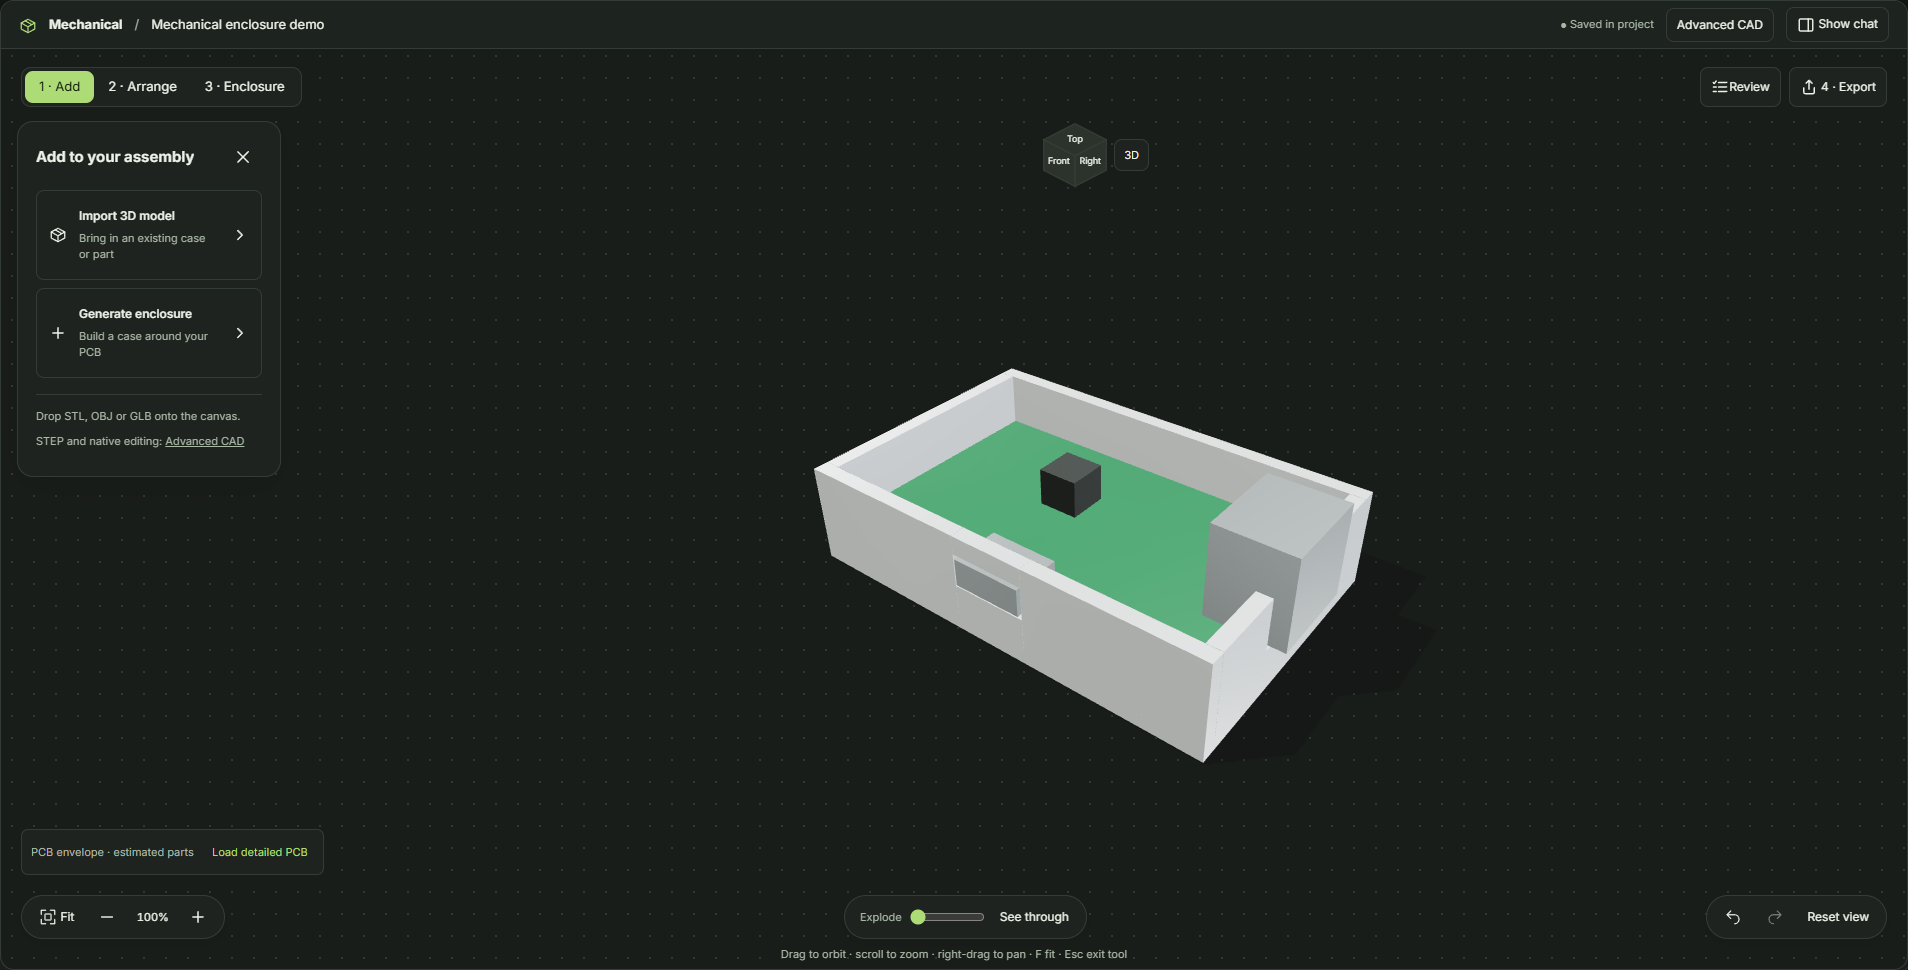 Mechanical / Mechanical enclosure demo
Saved in project
Advanced CAD
Show chat
1 · Add
2 · Arrange
3 · Enclosure
Review
4 · Export
Add to your assembly
Import 3D model
Bring in an existing case
or part
Generate enclosure
Build a case around your
PCB
Drop STL, OBJ or GLB onto the canvas.
STEP and native editing: Advanced CAD
Top
Front
Right
3D
PCB envelope · estimated parts
Load detailed PCB
Fit
100%
Explode
See through
Reset view
Drag to orbit · scroll to zoom · right-drag to pan · F fit · Esc exit tool